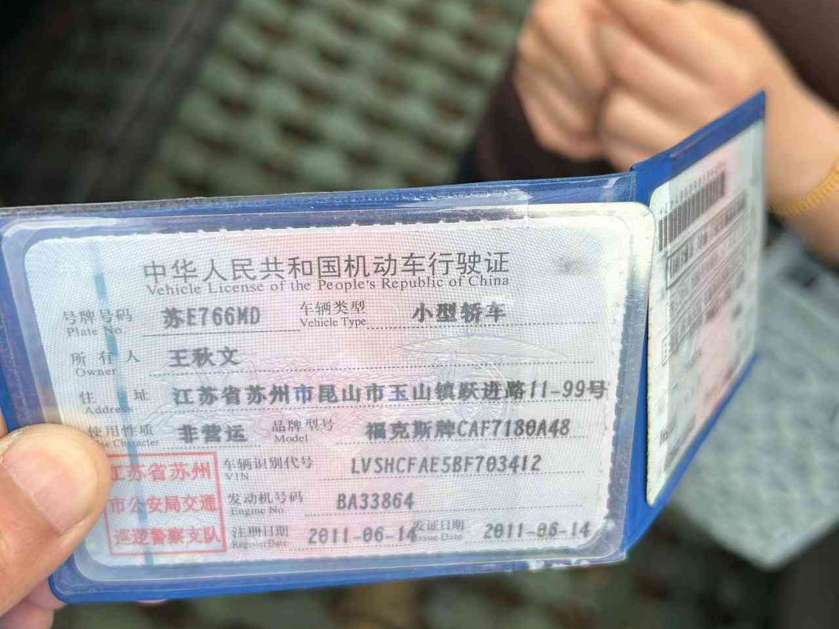 中华人民共和国机动车行驶证
Vehicle License of the People's Republic of China
号牌号码 苏E766MD 车辆类型 小型轿车
Plate No. Vehicle Type
所有人 王秋文
Owner
住址 江苏省苏州市昆山市玉山镇跃进路11-99号
Address
使用性质 非营运 品牌型号 福克斯牌CAF7180A48
Use Character Model
江苏省苏州 车辆识别代号 LVSHCFAE5BF703412
VIN
市公安局交通 发动机号码 BA33864
Engine No.
巡逻警察支队 注册日期 2011-06-14 发证日期 2011-06-14
Register Date Issue Date